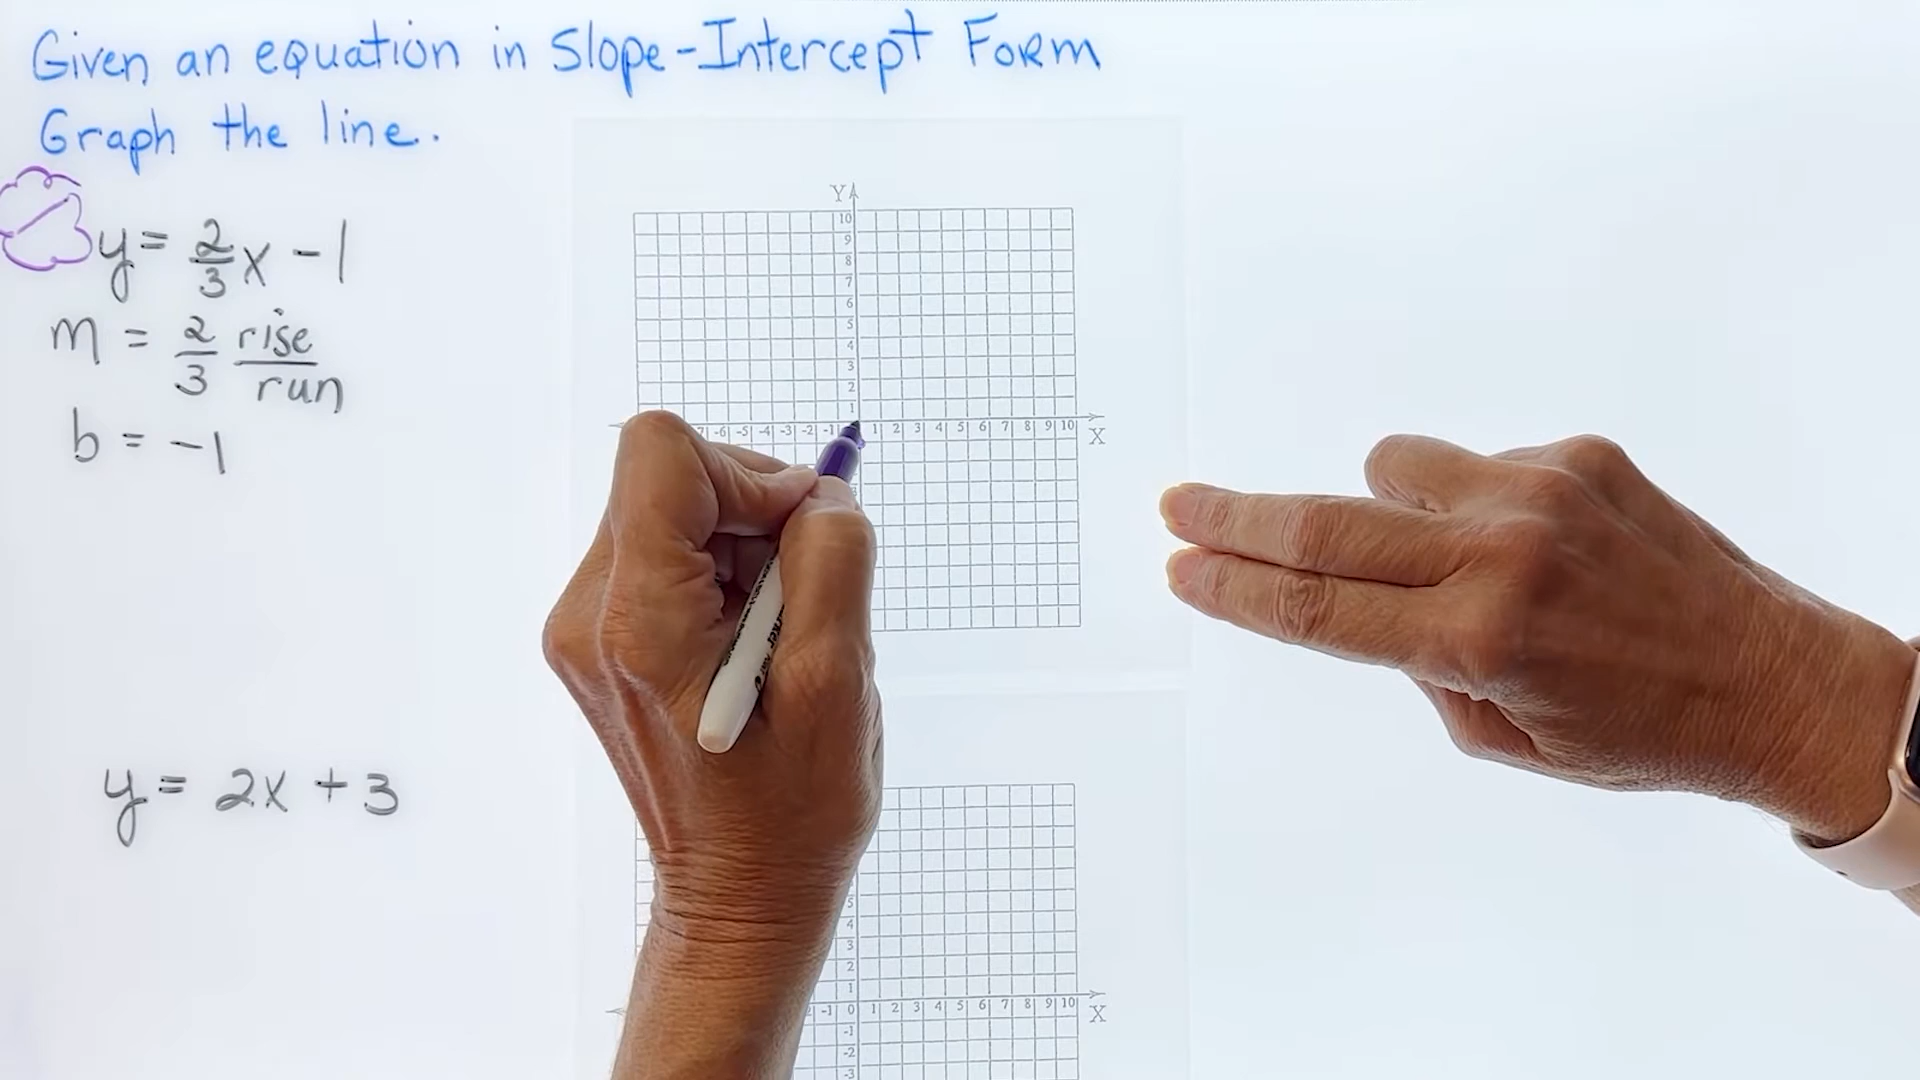 Given an equation in Slope-Intercept Form
Graph the line.
y = 2/3 x - 1
m = 2/3 rise/run
b = -1
y = 2x + 3
Y
10
9
8
7
6
5
4
3
2
1
-6 -5 -4 -3 -2 -1 1 2 3 4 5 6 7 8 9 10
X
5
4
3
2
1
-1 0 1 2 3 4 5 6 7 8 9 10
X
-1
-2
-3